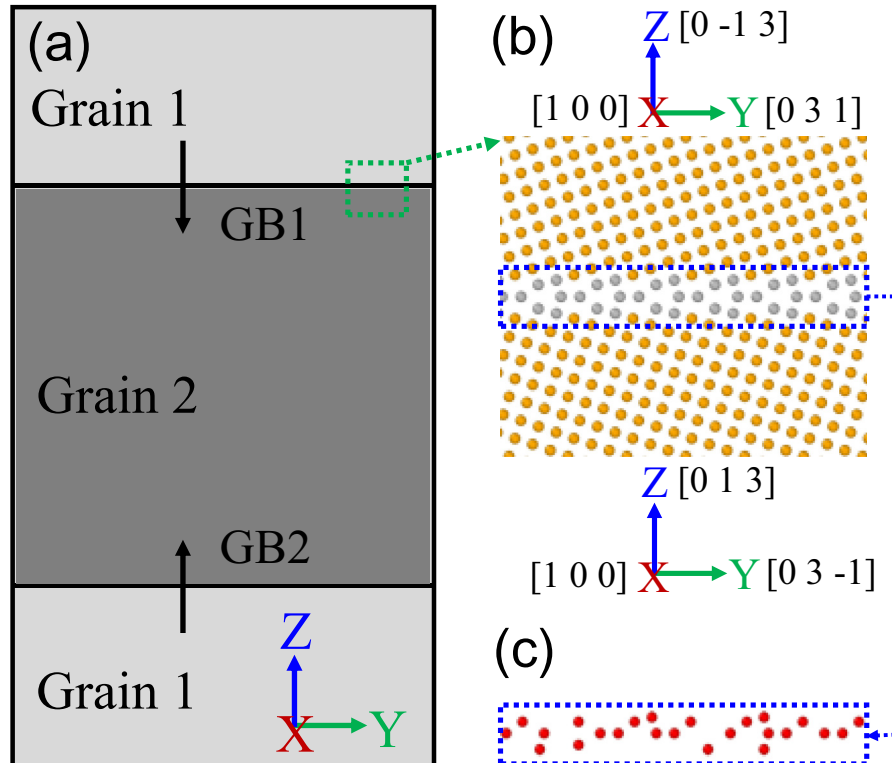 (a)
Grain 1
GB1
Grain 2
GB2
Grain 1
Z
X Y
(b)
Z [0 -1 3]
[1 0 0] X Y [0 3 1]
Z [0 1 3]
[1 0 0] X Y [0 3 -1]
(c)